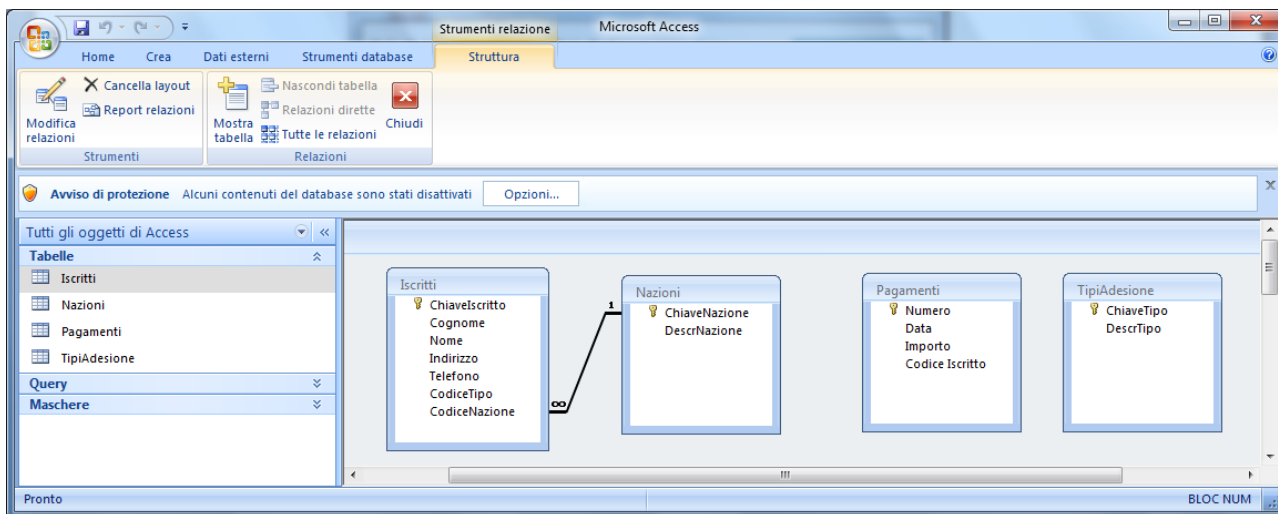 Strumenti relazione
Microsoft Access
Home Crea Dati esterni Strumenti database Struttura
Modifica relazioni
Cancella layout
Report relazioni
Strumenti
Mostra tabella
Nascondi tabella
Relazioni dirette
Tutte le relazioni
Chiudi
Relazioni
Avviso di protezione Alcuni contenuti del database sono stati disattivati Opzioni...
Tutti gli oggetti di Access
Tabelle
Iscritti
Nazioni
Pagamenti
TipiAdesione
Query
Maschere
Iscritti
ChiaveIscritto
Cognome
Nome
Indirizzo
Telefono
CodiceTipo
CodiceNazione
∞
1
Nazioni
ChiaveNazione
DescrNazione
Pagamenti
Numero
Data
Importo
Codice Iscritto
TipiAdesione
ChiaveTipo
DescrTipo
Pronto
BLOC NUM